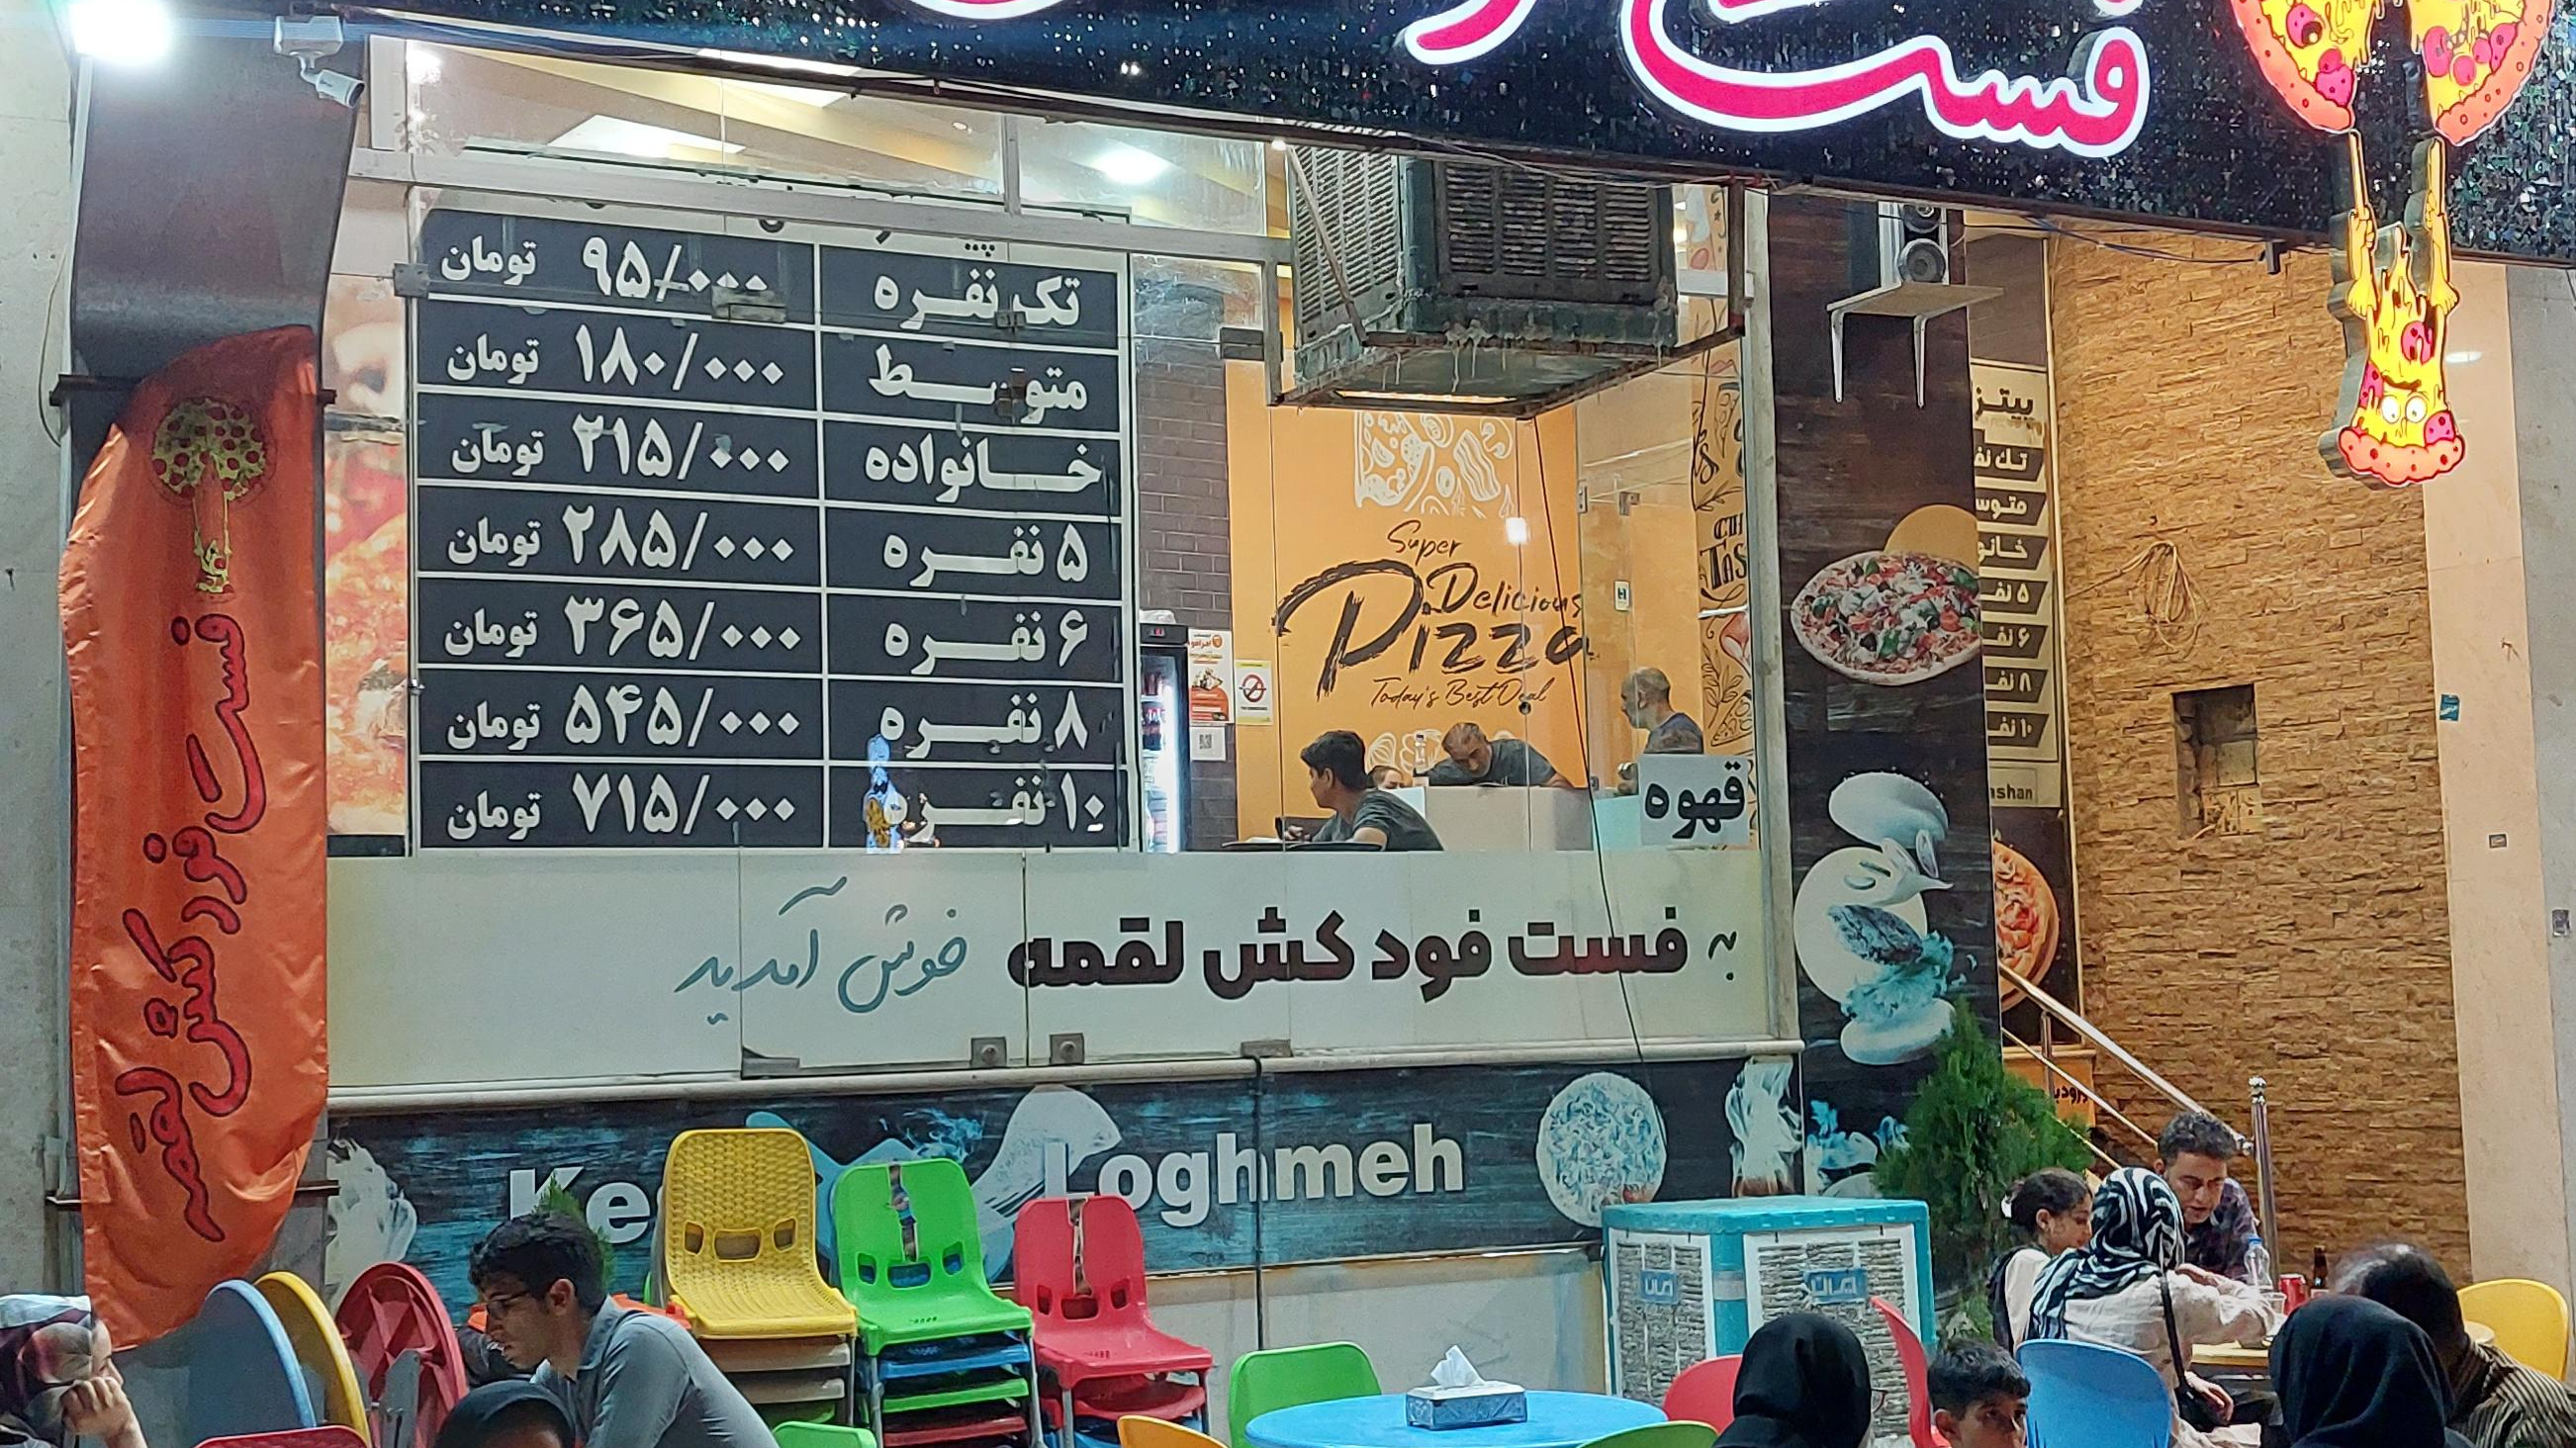 فست
تک نفره ۹۵/۰۰۰ تومان
متوسط ۱۸۰/۰۰۰ تومان
خانواده ۲۱۵/۰۰۰ تومان
۵ نفره ۲۸۵/۰۰۰ تومان
۶ نفره ۳۶۵/۰۰۰ تومان
۸ نفره ۵۴۵/۰۰۰ تومان
۱۰ نفره ۷۱۵/۰۰۰ تومان
Super
Delicious
Pizza
Today's Best Deal
قهوه
به فست فود کش لقمه خوش آمدید
Loghmeh
فست فود کش لقمه